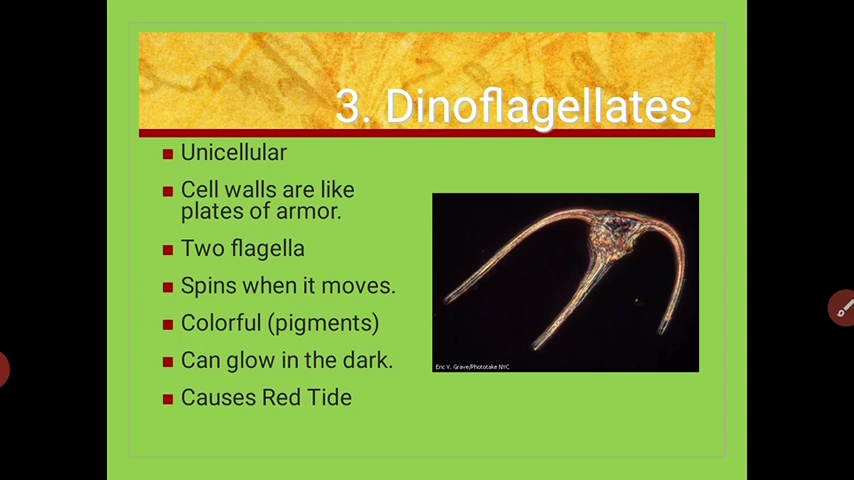 3. Dinoflagellates
Unicellular
Cell walls are like
plates of armor.
Two flagella
Spins when it moves.
Colorful (pigments)
Can glow in the dark.
Causes Red Tide
Eric V. Grave/Phototake NYC